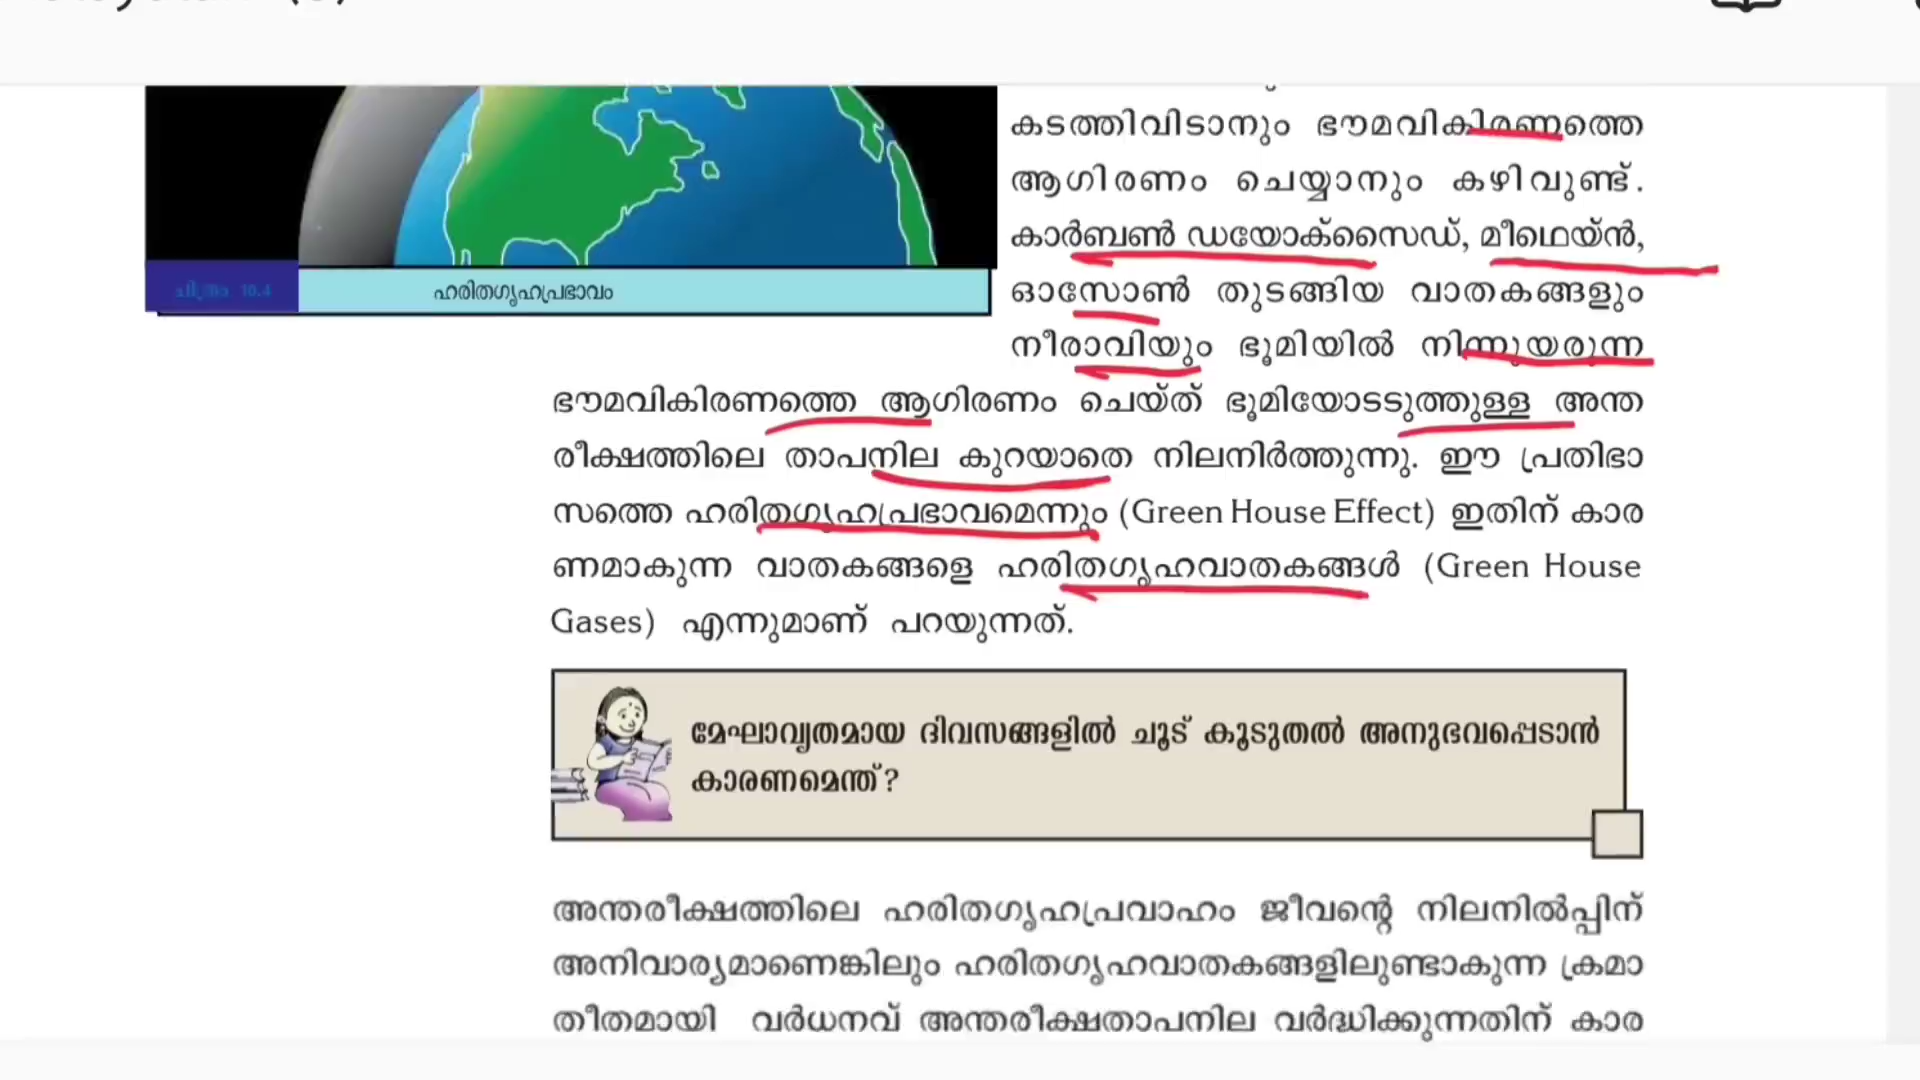 കടത്തിവിടാനും ഭൗമവികിരണത്തെ
ആഗിരണം ചെയ്യാനും കഴിവുണ്ട്.
കാർബൺ ഡയോക്സൈഡ്, മീഥെയ്ൻ,
ഓസോൺ തുടങ്ങിയ വാതകങ്ങളും
നീരാവിയും ഭൂമിയിൽ നിന്നുയരുന്ന
ചിത്രം 10.4
ഹരിതഗൃഹപ്രഭാവം
ഭൗമവികിരണത്തെ ആഗിരണം ചെയ്ത് ഭൂമിയോടടുത്തുള്ള അന്ത
രീക്ഷത്തിലെ താപനില കുറയാതെ നിലനിർത്തുന്നു. ഈ പ്രതിഭാ
സത്തെ ഹരിതഗൃഹപ്രഭാവമെന്നും (Green House Effect) ഇതിന് കാര
ണമാകുന്ന വാതകങ്ങളെ ഹരിതഗൃഹവാതകങ്ങൾ (Green House
Gases) എന്നുമാണ് പറയുന്നത്.
മേഘാവൃതമായ ദിവസങ്ങളിൽ ചൂട് കൂടുതൽ അനുഭവപ്പെടാൻ
കാരണമെന്ത്?
അന്തരീക്ഷത്തിലെ ഹരിതഗൃഹപ്രവാഹം ജീവന്റെ നിലനിൽപ്പിന്
അനിവാര്യമാണെങ്കിലും ഹരിതഗൃഹവാതകങ്ങളിലുണ്ടാകുന്ന ക്രമാ
തീതമായി വർധനവ് അന്തരീക്ഷതാപനില വർദ്ധിക്കുന്നതിന് കാര